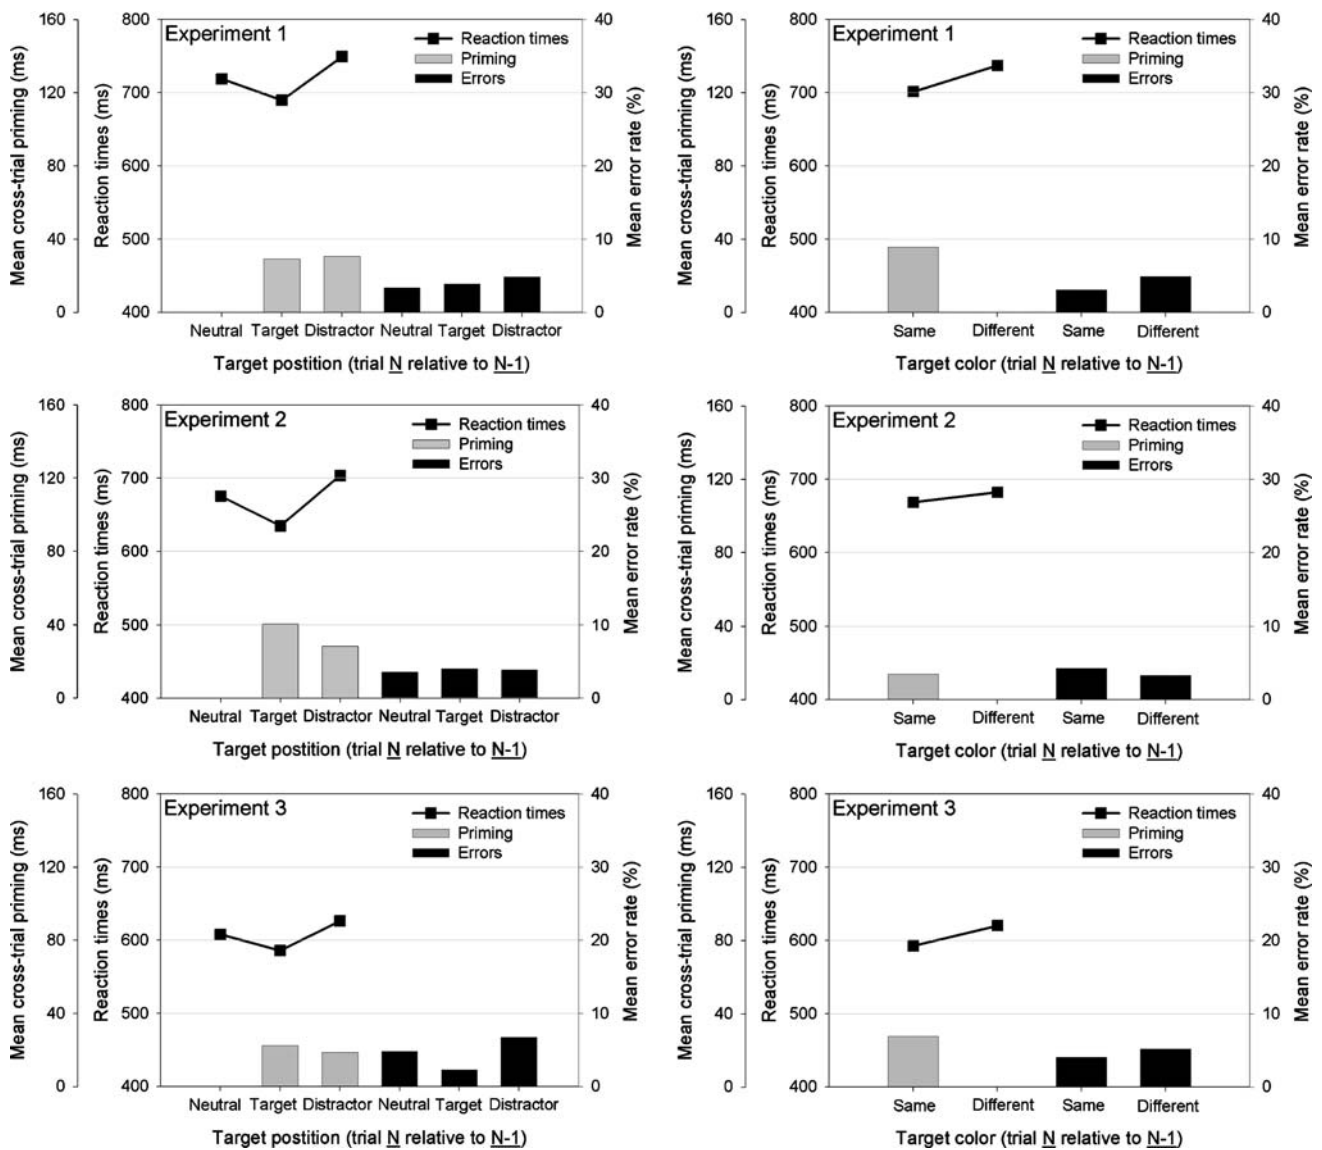 Experiment 1
Reaction times
Priming
Errors
Mean cross-trial priming (ms)
160
120
80
40
0
Reaction times (ms)
800
700
600
500
400
Mean error rate (%)
40
30
20
10
0
Neutral Target Distractor Neutral Target Distractor
Target postition (trial N relative to N-1)
Experiment 1
Reaction times
Priming
Errors
Mean cross-trial priming (ms)
160
120
80
40
0
Reaction times (ms)
800
700
600
500
400
Mean error rate (%)
40
30
20
10
0
Same Different Same Different
Target color (trial N relative to N-1)
Experiment 2
Reaction times
Priming
Errors
Mean cross-trial priming (ms)
160
120
80
40
0
Reaction times (ms)
800
700
600
500
400
Mean error rate (%)
40
30
20
10
0
Neutral Target Distractor Neutral Target Distractor
Target postition (trial N relative to N-1)
Experiment 2
Reaction times
Priming
Errors
Mean cross-trial priming (ms)
160
120
80
40
0
Reaction times (ms)
800
700
600
500
400
Mean error rate (%)
40
30
20
10
0
Same Different Same Different
Target color (trial N relative to N-1)
Experiment 3
Reaction times
Priming
Errors
Mean cross-trial priming (ms)
160
120
80
40
0
Reaction times (ms)
800
700
600
500
400
Mean error rate (%)
40
30
20
10
0
Neutral Target Distractor Neutral Target Distractor
Target postition (trial N relative to N-1)
Experiment 3
Reaction times
Priming
Errors
Mean cross-trial priming (ms)
160
120
80
40
0
Reaction times (ms)
800
700
600
500
400
Mean error rate (%)
40
30
20
10
0
Same Different Same Different
Target color (trial N relative to N-1)